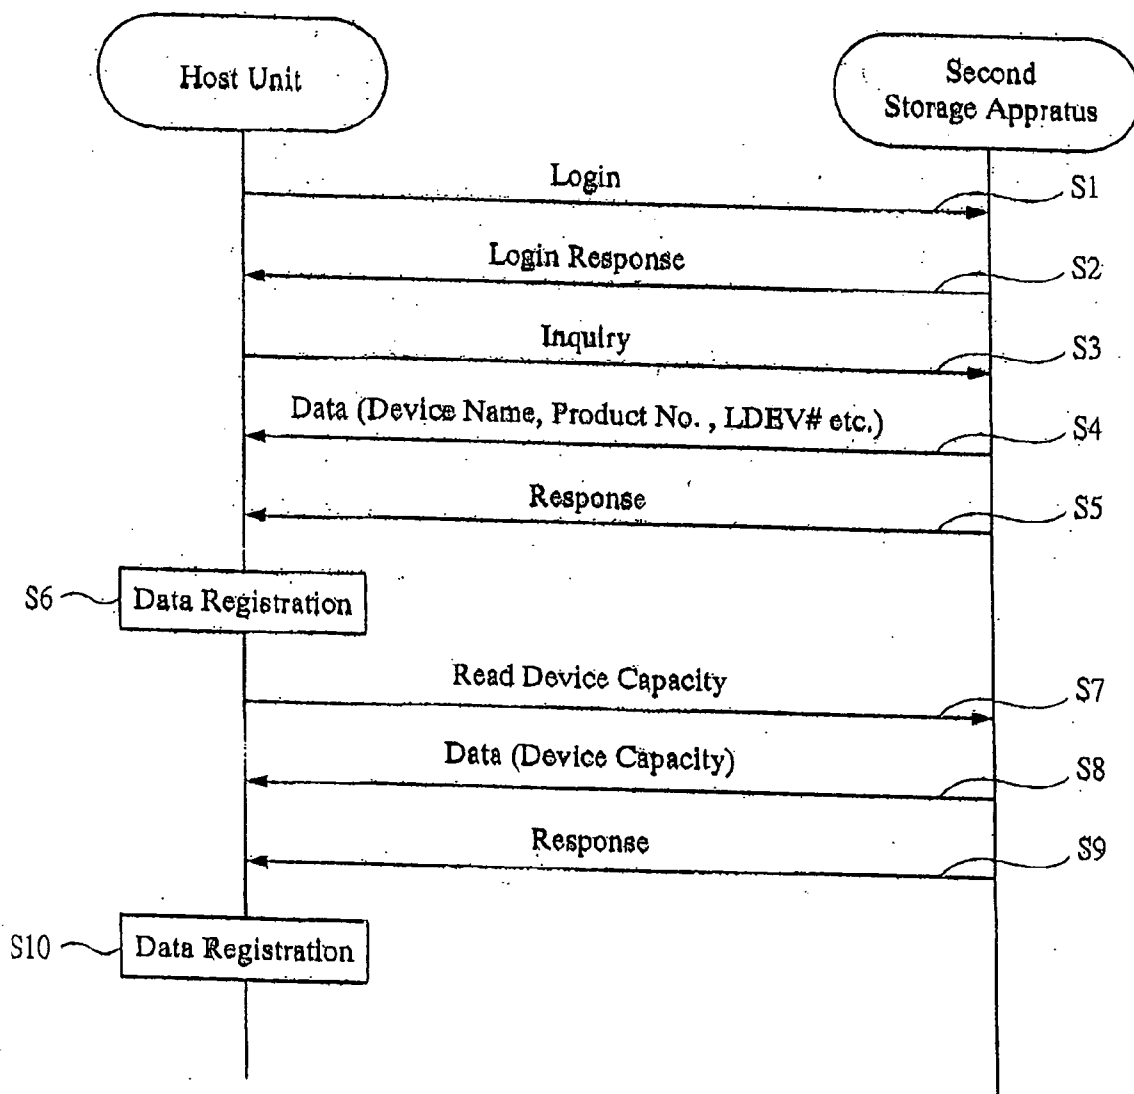 Host Unit
Second
Storage Appratus
Login
S1
Login Response
S2
Inquiry
S3
Data (Device Name, Product No. , LDEV# etc.)
S4
Response
S5
S6
Data Registration
Read Device Capacity
S7
Data (Device Capacity)
S8
Response
S9
S10
Data Registration